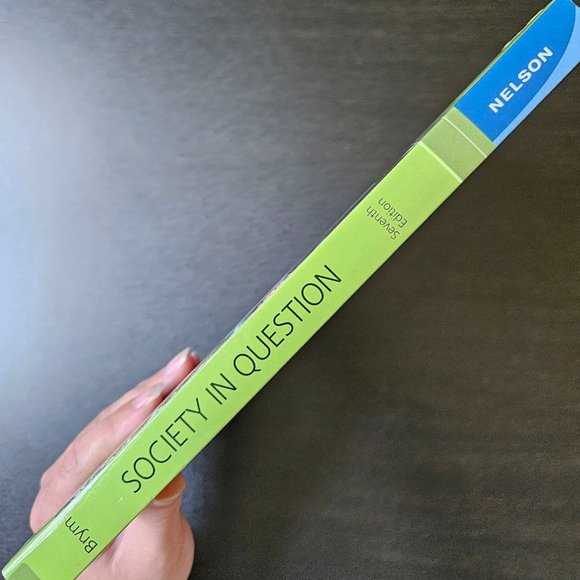 Brym
SOCIETY IN QUESTION
Seventh
Edition
NELSON